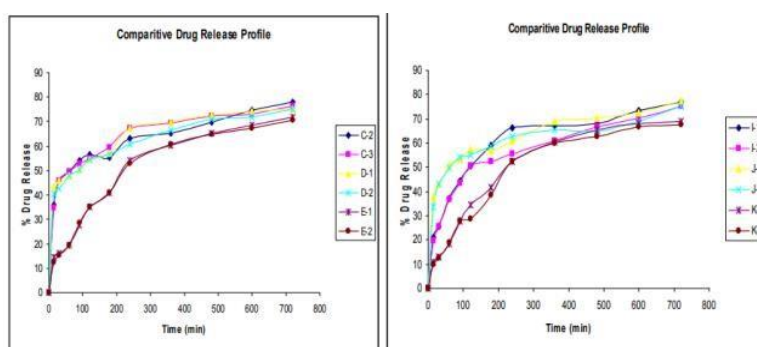 Comparitive Drug Release Profile
% Drug Release
90
80
70
60
50
40
30
20
10
0
0 100 200 300 400 500 600 700 800
Time (min)
C-2
C-3
D-1
D-2
E-1
E-2
Comparitive Drug Release Profile
% Drug Release
90
80
70
60
50
40
30
20
10
0
0 100 200 300 400 500 600 700 800
Time (min)
I-
I-
J-
J-
K
K